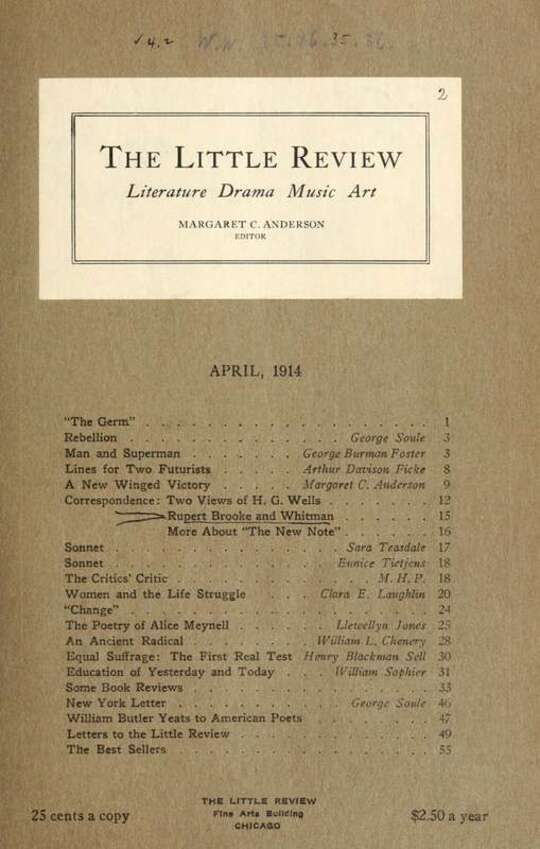 √ 4.2 W.W. 35.36.
2
THE LITTLE REVIEW
Literature Drama Music Art
MARGARET C. ANDERSON
EDITOR
APRIL, 1914
"The Germ" . . . . . . . . . . . . . . . . . . . 1
Rebellion . . . . . . . . . . . . . . George Soule 3
Man and Superman . . . . . . . George Burman Foster 3
Lines for Two Futurists . . . . . Arthur Davison Ficke 8
A New Winged Victory . . . . . Margaret C. Anderson 9
Correspondence: Two Views of H. G. Wells . . . . . . . 12
Rupert Brooke and Whitman . . . . . . 15
More About "The New Note" . . . . . . 16
Sonnet . . . . . . . . . . . . . . . Sara Teasdale 17
Sonnet . . . . . . . . . . . . . . . Eunice Tietjens 18
The Critics' Critic . . . . . . . . . . . . . M. H. P. 18
Women and the Life Struggle . . . Clara E. Laughlin 20
"Change" . . . . . . . . . . . . . . . . . . . . 24
The Poetry of Alice Meynell . . . . . Llewellyn Jones 25
An Ancient Radical . . . . . . . . William L. Chenery 28
Equal Suffrage: The First Real Test Henry Blackman Sell 30
Education of Yesterday and Today . . . William Saphier 31
Some Book Reviews . . . . . . . . . . . . . . . . 33
New York Letter . . . . . . . . . . . George Soule 46
William Butler Yeats to American Poets . . . . . . . . 47
Letters to the Little Review . . . . . . . . . . . . . 49
The Best Sellers . . . . . . . . . . . . . . . . . 55
THE LITTLE REVIEW
25 cents a copy Fine Arts Building $2.50 a year
CHICAGO